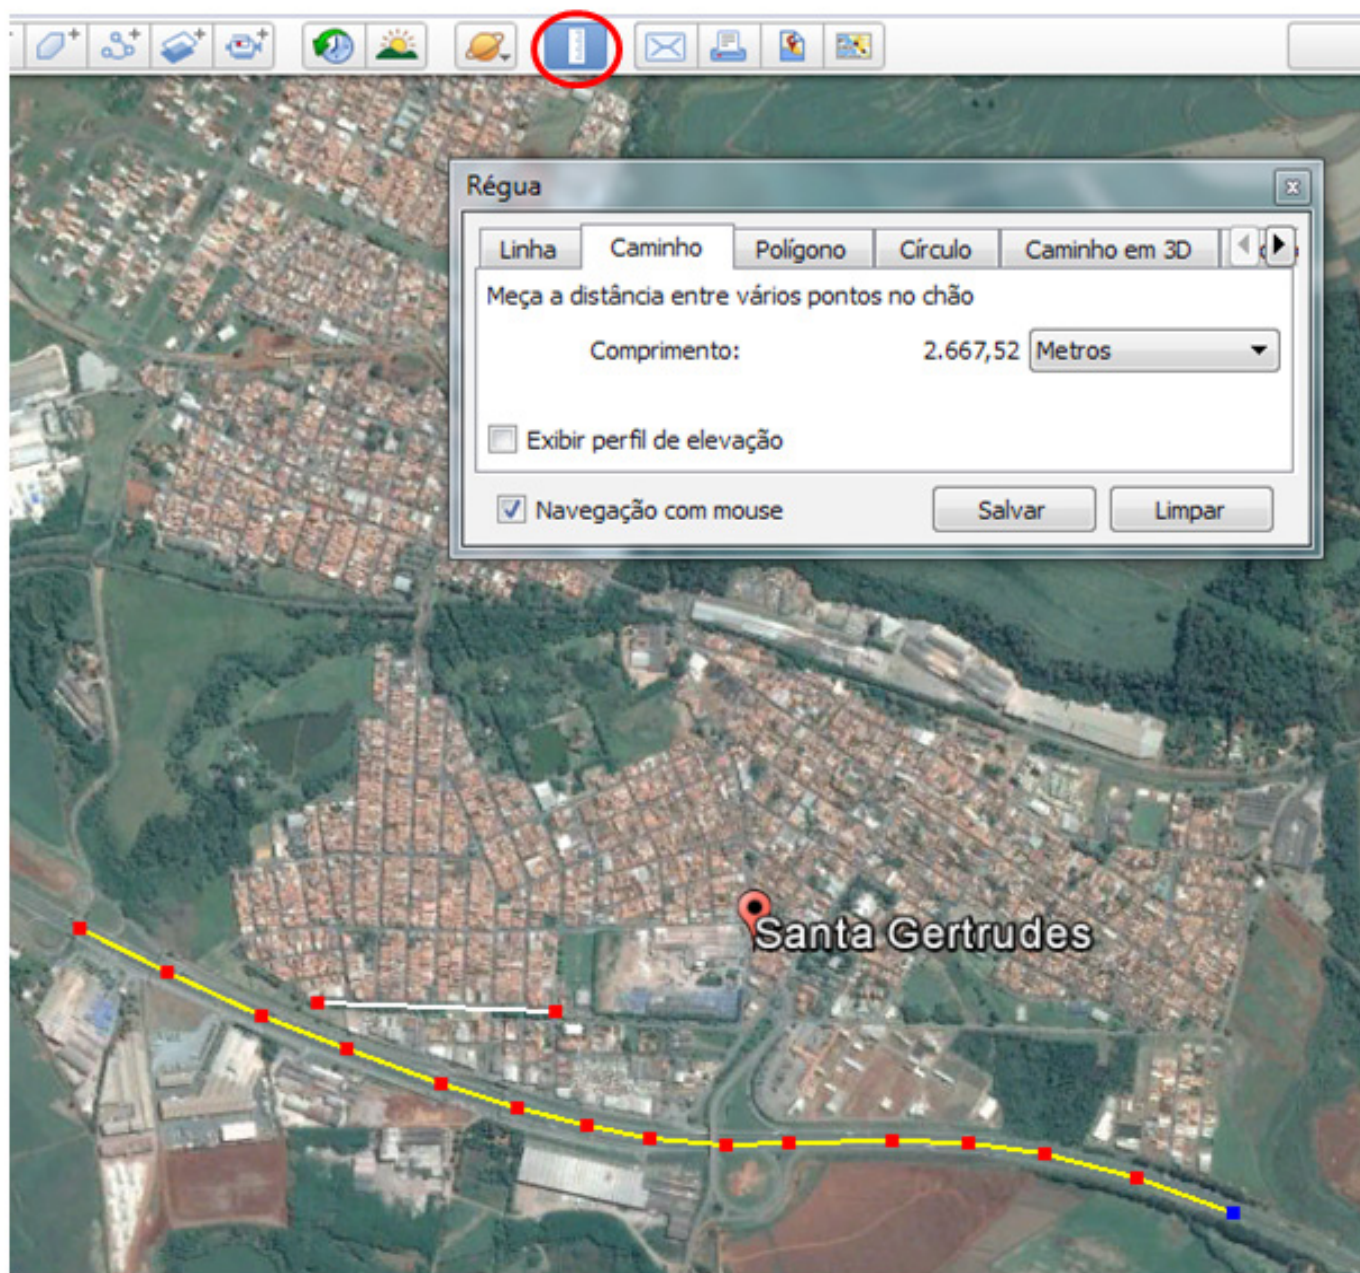 Régua
Linha Caminho Polígono Círculo Caminho em 3D
Meça a distância entre vários pontos no chão
Comprimento: 2.667,52 Metros
Exibir perfil de elevação
Navegação com mouse Salvar Limpar
Santa Gertrudes